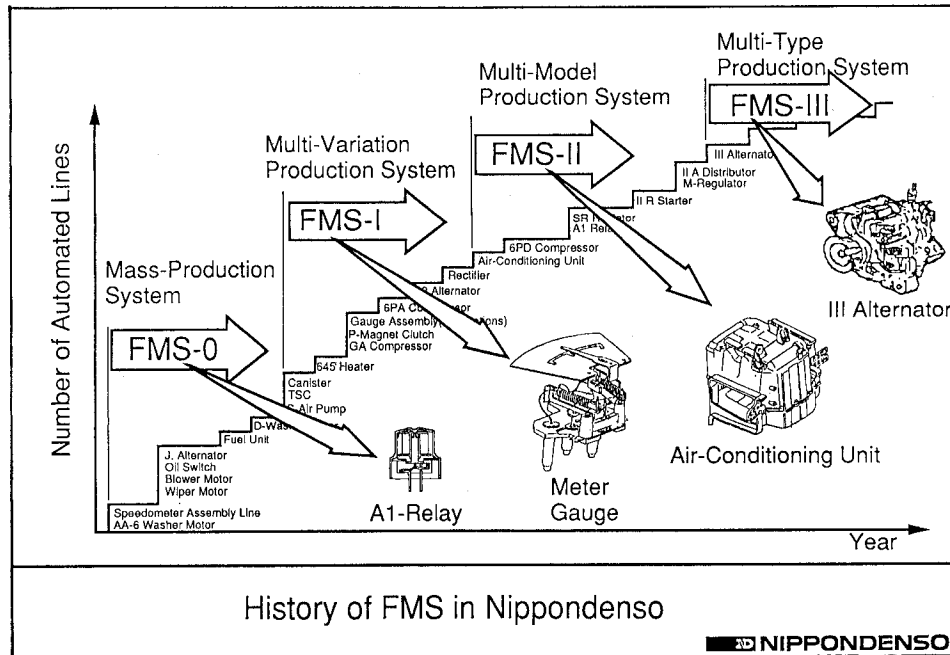 Multi-Type
Production System
FMS-III
Multi-Model
Production System
FMS-II
Multi-Variation
Production System
FMS-I
Mass-Production
System
FMS-0
Number of Automated Lines
III Alternator
II A Distributor
M-Regulator
II R Starter
SR
A1
6PD Compressor
Air-Conditioning Unit
Rectifier
Alternator
6PA
Gauge Assembly
P-Magnet Clutch
GA Compressor
645 Heater
Canister
TSC
Air Pump
Fuel Unit
J. Alternator
Oil Switch
Blower Motor
Wiper Motor
Speedometer Assembly Line
AA-6 Washer Motor
A1-Relay
Meter
Gauge
Air-Conditioning Unit
III Alternator
Year
History of FMS in Nippondenso
NIPPONDENSO